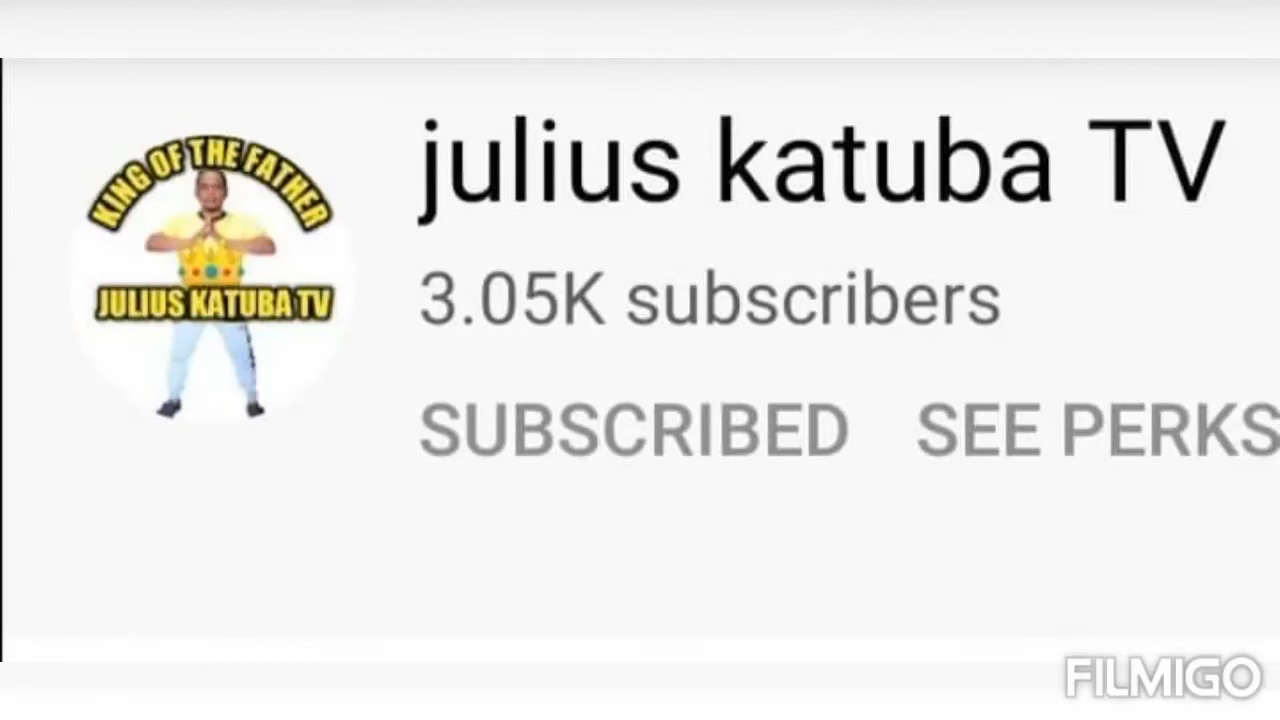 KING OF THE FATHER
JULIUS KATUBA TV
julius katuba TV
3.05K subscribers
SUBSCRIBED SEE PERKS
FILMIGO